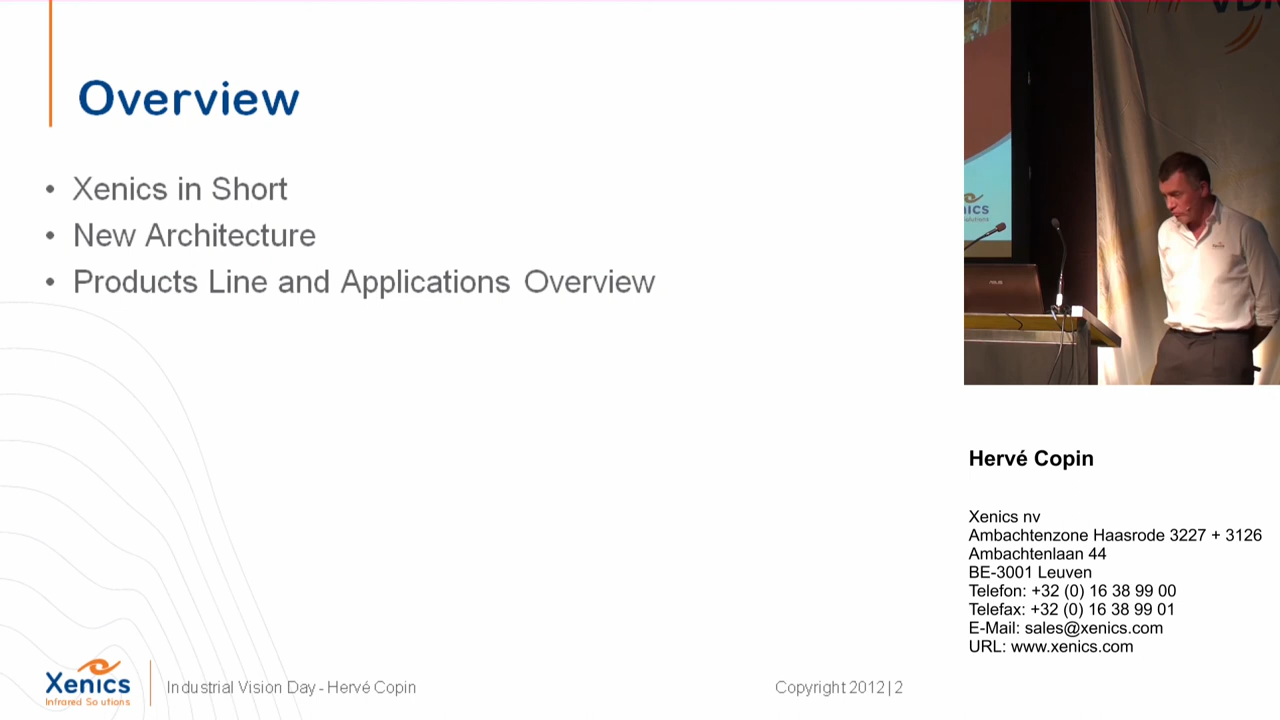 Overview
• Xenics in Short
• New Architecture
• Products Line and Applications Overview
Xenics
Infrared Solutions
Industrial Vision Day - Hervé Copin
Copyright 2012 | 2
Hervé Copin
Xenics nv
Ambachtenzone Haasrode 3227 + 3126
Ambachtenlaan 44
BE-3001 Leuven
Telefon: +32 (0) 16 38 99 00
Telefax: +32 (0) 16 38 99 01
E-Mail: sales@xenics.com
URL: www.xenics.com